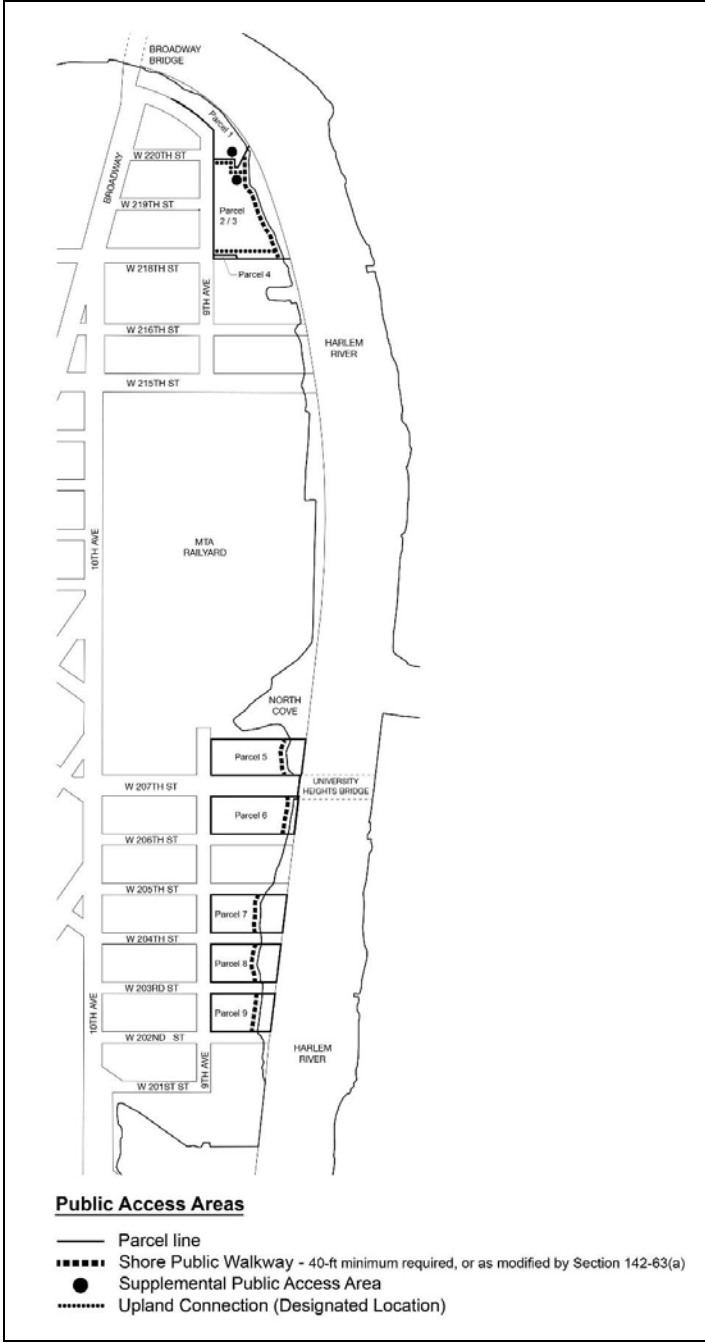 BROADWAY
BRIDGE
Parcel 1
W 220TH ST
BROADWAY
W 219TH ST
Parcel
2 / 3
W 218TH ST
Parcel 4
9TH AVE
W 216TH ST
HARLEM
RIVER
W 215TH ST
10TH AVE
MTA
RAILYARD
NORTH
COVE
Parcel 5
W 207TH ST
UNIVERSITY
HEIGHTS BRIDGE
Parcel 6
W 206TH ST
W 205TH ST
Parcel 7
W 204TH ST
Parcel 8
W 203RD ST
10TH AVE
Parcel 9
W 202ND ST
HARLEM
RIVER
9TH AVE
W 201ST ST
Public Access Areas
Parcel line
Shore Public Walkway - 40-ft minimum required, or as modified by Section 142-63(a)
Supplemental Public Access Area
Upland Connection (Designated Location)